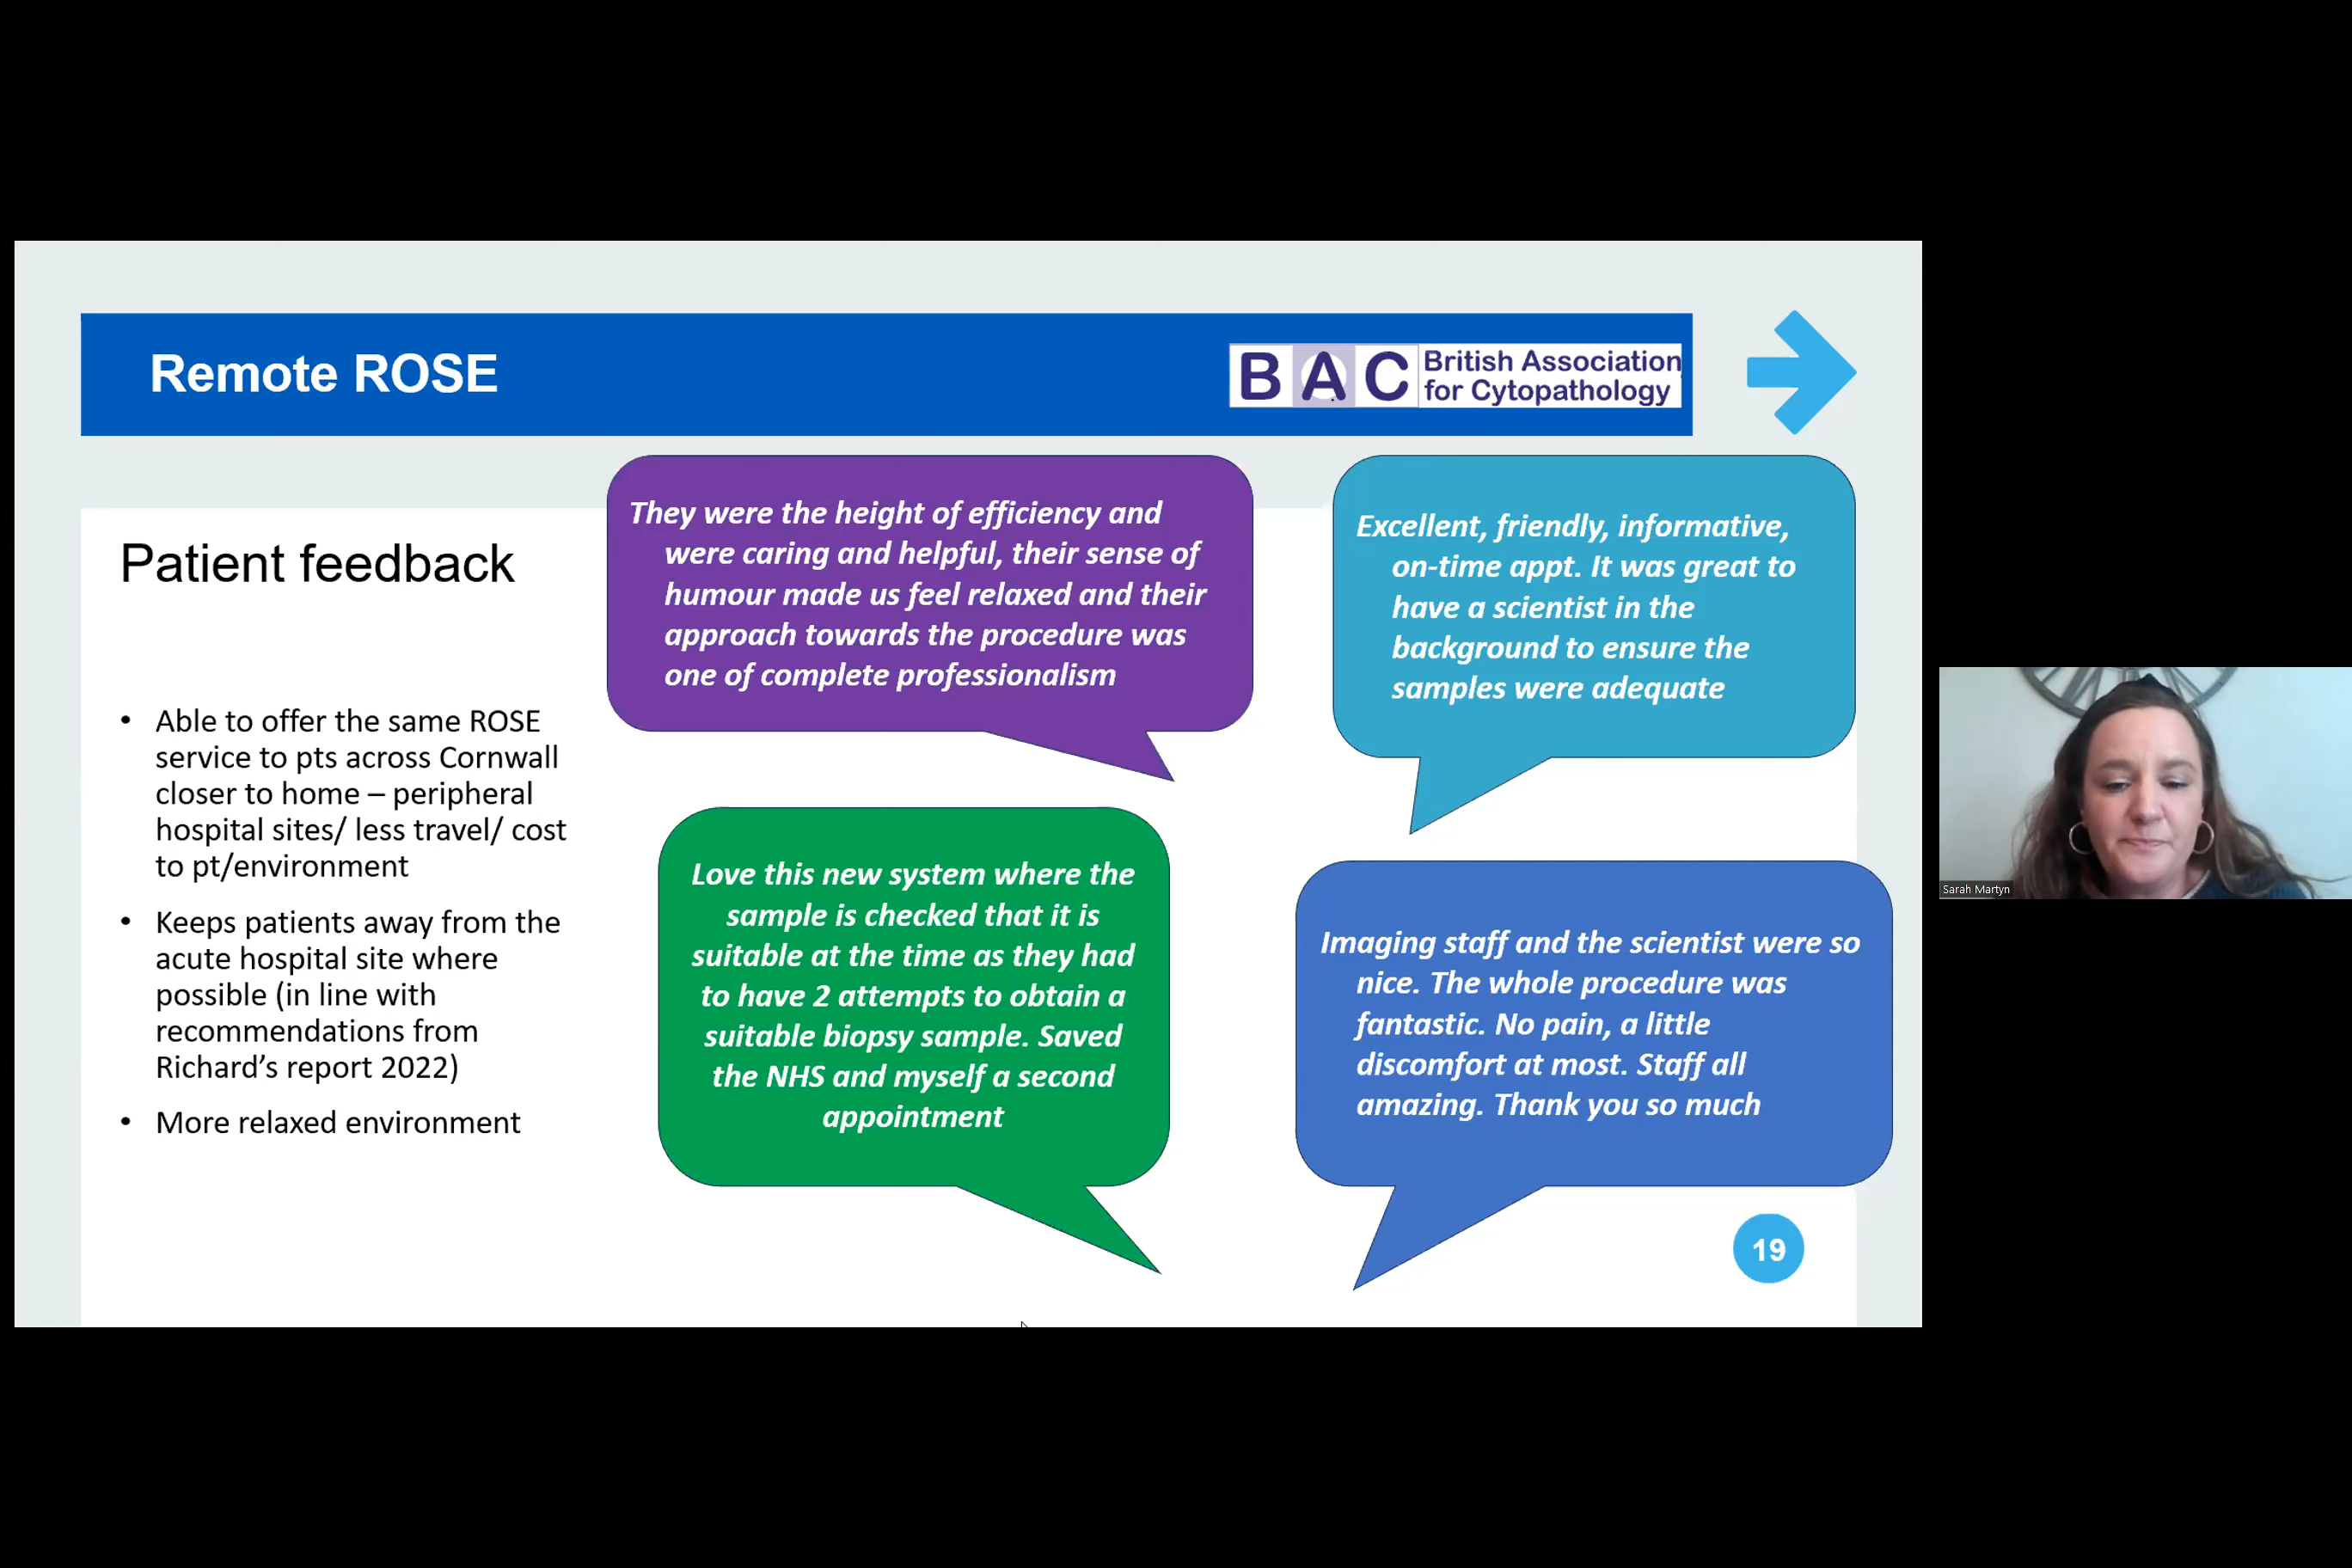 Remote ROSE
BAC
British Association
for Cytopathology
Patient feedback
• Able to offer the same ROSE
service to pts across Cornwall
closer to home – peripheral
hospital sites/ less travel/ cost
to pt/environment
• Keeps patients away from the
acute hospital site where
possible (in line with
recommendations from
Richard’s report 2022)
• More relaxed environment
They were the height of efficiency and
were caring and helpful, their sense of
humour made us feel relaxed and their
approach towards the procedure was
one of complete professionalism
Excellent, friendly, informative,
on-time appt. It was great to
have a scientist in the
background to ensure the
samples were adequate
Love this new system where the
sample is checked that it is
suitable at the time as they had
to have 2 attempts to obtain a
suitable biopsy sample. Saved
the NHS and myself a second
appointment
Imaging staff and the scientist were so
nice. The whole procedure was
fantastic. No pain, a little
discomfort at most. Staff all
amazing. Thank you so much
19
Sarah Martyn